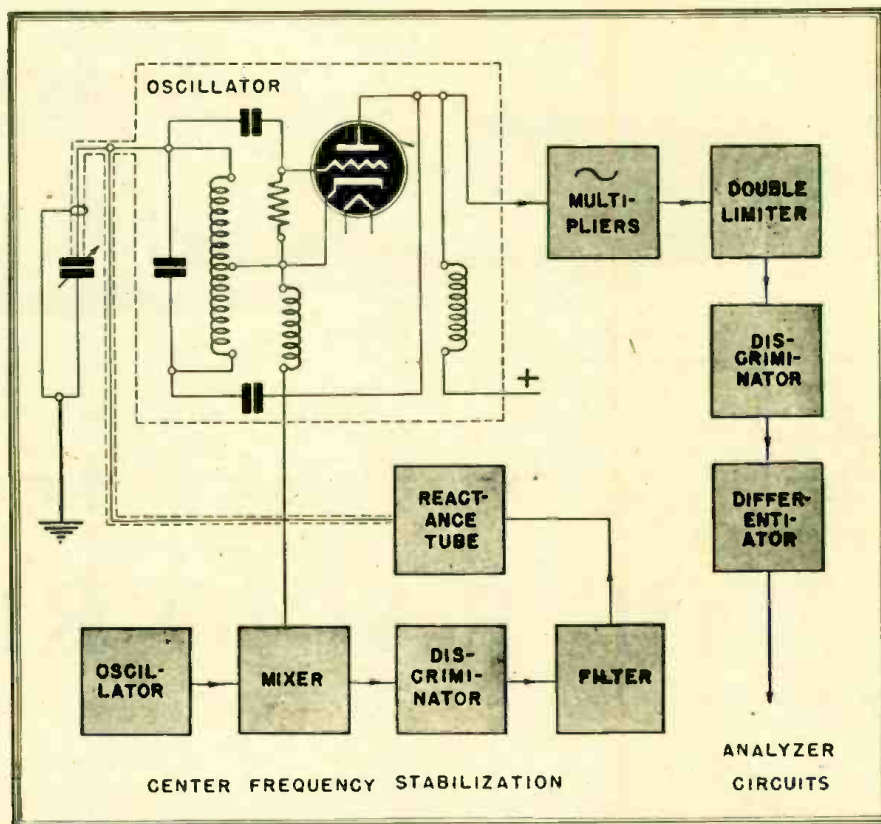 OSCILLATOR
MULTI-
PLIERS
DOUBLE
LIMITER
DIS-
CRIMI-
NATOR
DIFFER-
ENTI-
ATOR
REACT-
ANCE
TUBE
OSCIL-
LATOR
MIXER
DIS-
CRIMI-
NATOR
FILTER
ANALYZER
CIRCUITS
CENTER FREQUENCY STABILIZATION
+